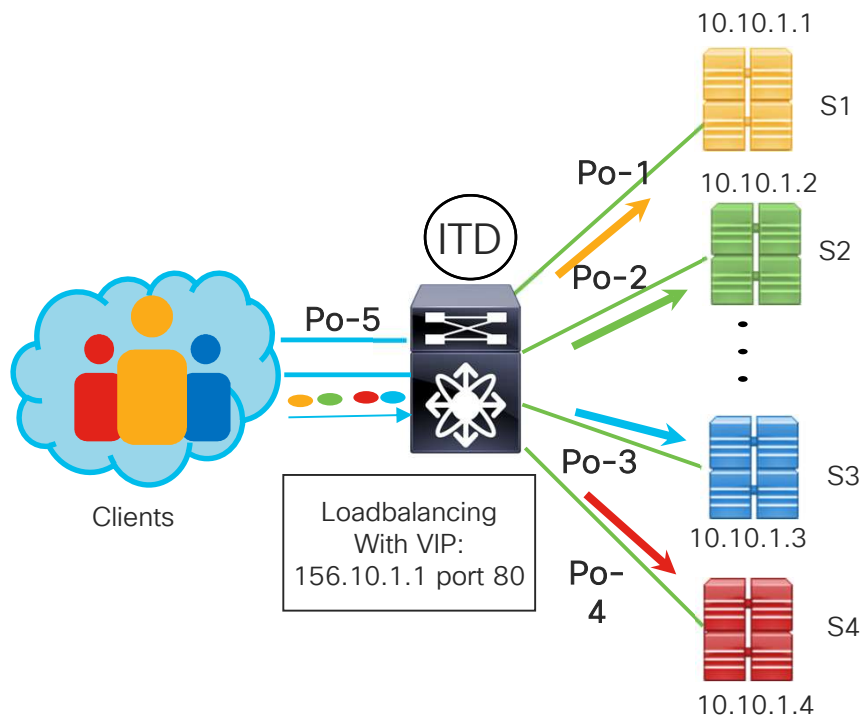 10.10.1.1
S1
Po-1
10.10.1.2
ITD
S2
Po-2
Po-5
Po-3
S3
Clients
Loadbalancing
With VIP:
156.10.1.1 port 80
10.10.1.3
Po-
4
S4
10.10.1.4